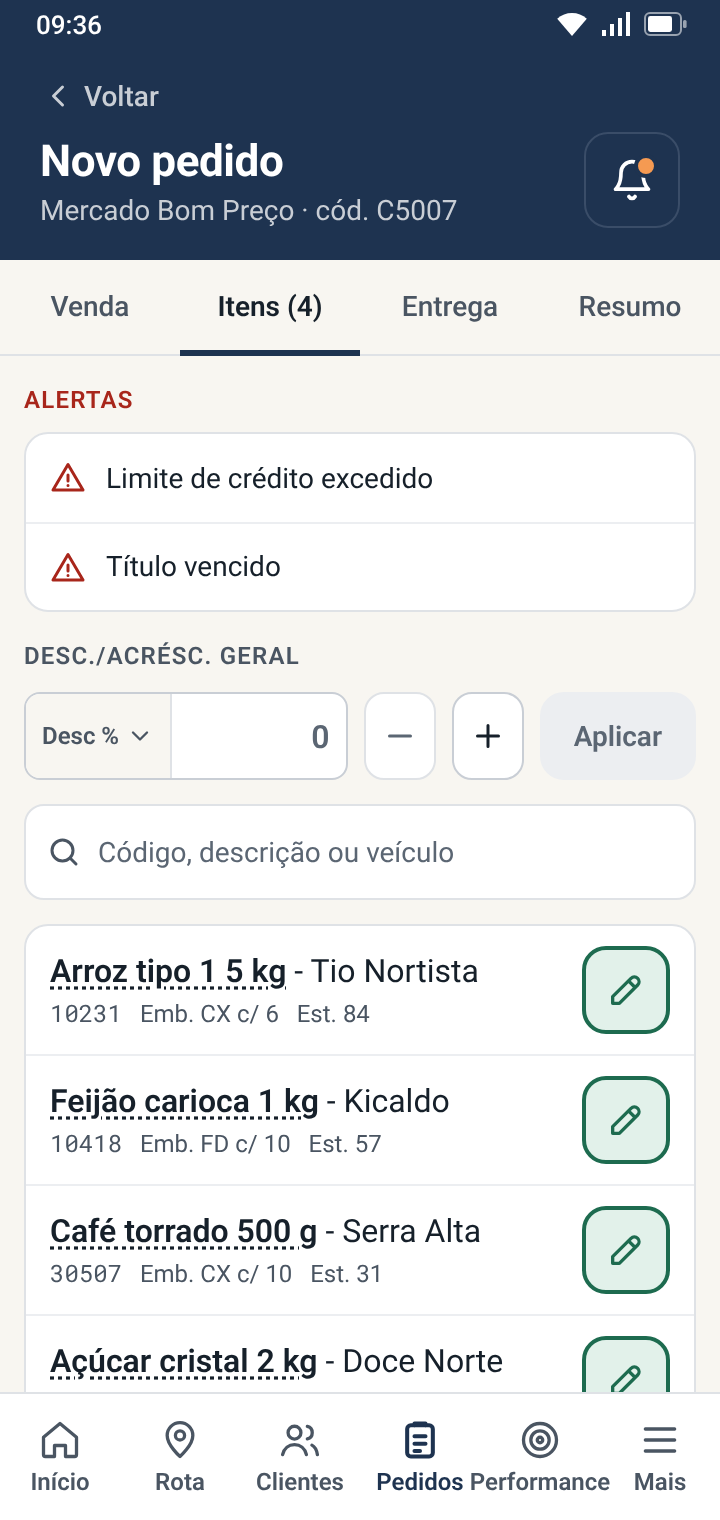 09:36
Voltar
Novo pedido
Mercado Bom Preço · cód. C5007
Venda
Itens (4)
Entrega
Resumo
ALERTAS
Limite de crédito excedido
Título vencido
DESC./ACRÉSC. GERAL
Desc %
0
Aplicar
Código, descrição ou veículo
Arroz tipo 1 5 kg - Tio Nortista
10231 Emb. CX c/ 6 Est. 84
Feijão carioca 1 kg - Kicaldo
10418 Emb. FD c/ 10 Est. 57
Café torrado 500 g - Serra Alta
30507 Emb. CX c/ 10 Est. 31
Açúcar cristal 2 kg - Doce Norte
Início
Rota
Clientes
Pedidos
Performance
Mais